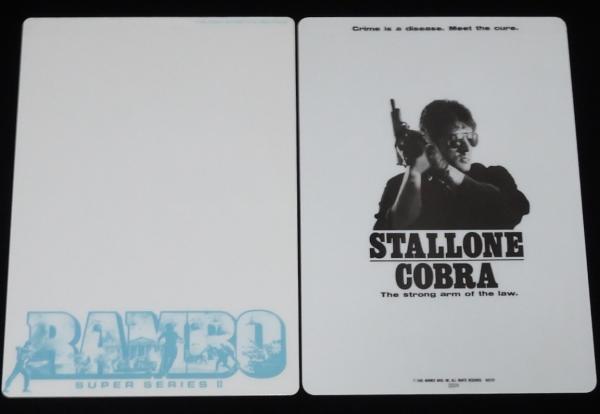 RAMBO
SUPER SERIES II
Crime is a disease. Meet the cure.
STALLONE
COBRA
The strong arm of the law.